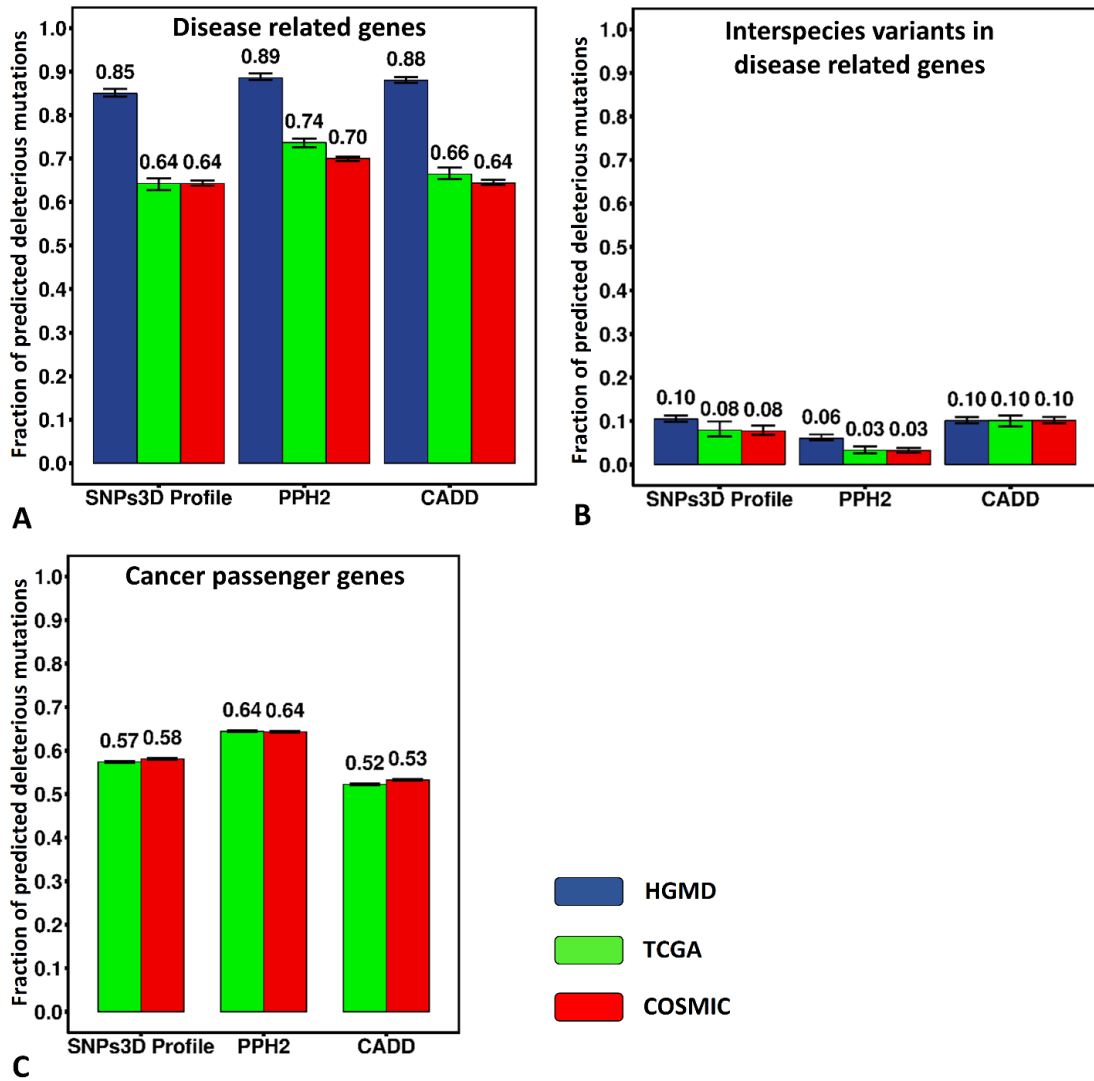 Disease related genes
Fraction of predicted deleterious mutations
1.0
0.9
0.8
0.7
0.6
0.5
0.4
0.3
0.2
0.1
0.0
0.85
0.64
0.64
0.89
0.74
0.70
0.88
0.66
0.64
SNPs3D Profile
PPH2
CADD
A
Interspecies variants in
disease related genes
Fraction of predicted deleterious mutations
1.0
0.9
0.8
0.7
0.6
0.5
0.4
0.3
0.2
0.1
0.0
0.10
0.08
0.08
0.06
0.03
0.03
0.10
0.10
0.10
SNPs3D Profile
PPH2
CADD
B
Cancer passenger genes
Fraction of predicted deleterious mutations
1.0
0.9
0.8
0.7
0.6
0.5
0.4
0.3
0.2
0.1
0.0
0.57
0.58
0.64
0.64
0.52
0.53
SNPs3D Profile
PPH2
CADD
C
HGMD
TCGA
COSMIC